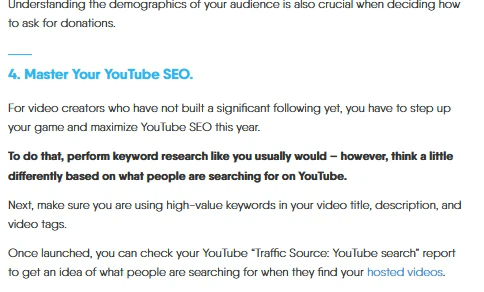 Understanding the demographics of your audience is also crucial when deciding how
to ask for donations.
4. Master Your YouTube SEO.
For video creators who have not built a significant following yet, you have to step up
your game and maximize YouTube SEO this year.
To do that, perform keyword research like you usually would – however, think a little
differently based on what people are searching for on YouTube.
Next, make sure you are using high-value keywords in your video title, description, and
video tags.
Once launched, you can check your YouTube “Traffic Source: YouTube search” report
to get an idea of what people are searching for when they find your hosted videos.